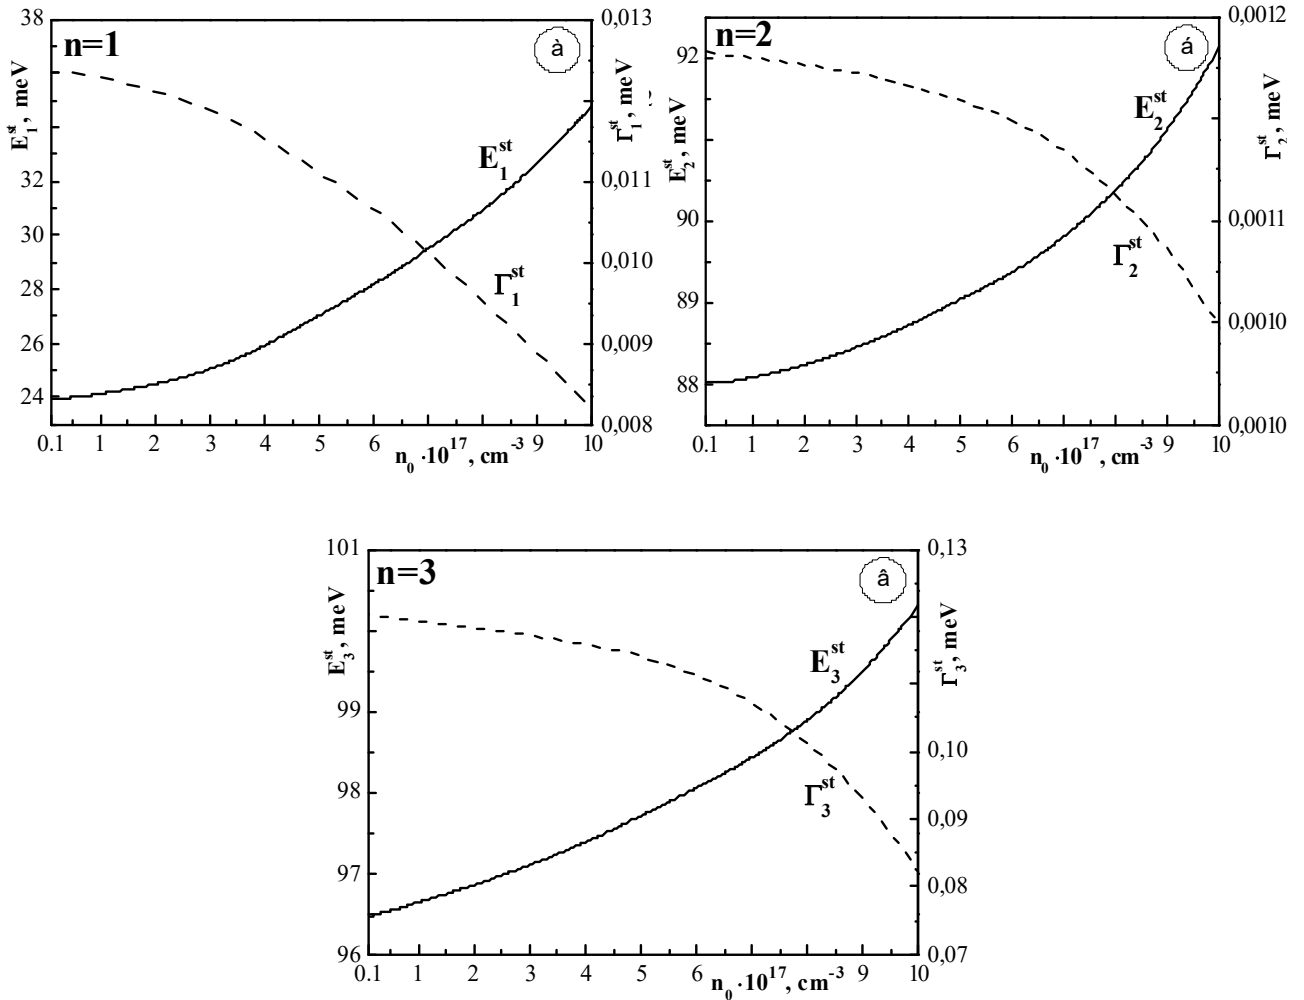 n=1
à
E₁ˢᵗ, meV
38
34
32
30
28
26
24
E₁ˢᵗ
Γ₁ˢᵗ
0,013
0,011
0,010
0,009
0,008
Γ₁ˢᵗ, meV
0.1 1 2 3 4 5 6 9 10
n₀·10¹⁷, cm⁻³
n=2
á
E₂ˢᵗ, meV
92
90
89
88
E₂ˢᵗ
Γ₂ˢᵗ
0,0012
0,0011
0,0010
0,0010
Γ₂ˢᵗ, meV
0.1 1 2 3 4 5 6 9 10
n₀·10¹⁷, cm⁻³
n=3
â
E₃ˢᵗ, meV
101
99
98
97
96
E₃ˢᵗ
Γ₃ˢᵗ
0,13
0,10
0,09
0,08
0,07
Γ₃ˢᵗ, meV
0.1 1 2 3 4 5 6 9 10
n₀·10¹⁷, cm⁻³